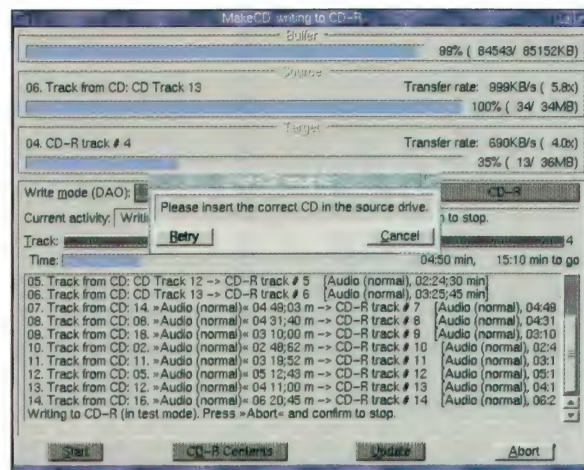 MakeCD writing to CD-R
Buffer
99% ( 84543/ 85152KB)
Source
06. Track from CD: CD Track 13 Transfer rate: 999KB/s ( 5.8x)
100% ( 34/ 34MB)
Target
04. CD-R track # 4 Transfer rate: 690KB/s ( 4.0x)
35% ( 13/ 36MB)
Write mode (DAO): CD-R
Please insert the correct CD in the source drive.
Current activity: to stop.
Retry Cancel
Track: 4
Time: 04:50 min, 15:10 min to go
05. Track from CD: CD Track 12 -> CD-R track # 5 [Audio (normal), 02:24;30 min]
06. Track from CD: CD Track 13 -> CD-R track # 6 [Audio (normal), 03:25;45 min]
07. Track from CD: 14. »Audio (normal)« 04 49;03 m -> CD-R track # 7 [Audio (normal), 04:49
08. Track from CD: 08. »Audio (normal)« 04 31;40 m -> CD-R track # 8 [Audio (normal), 04:31
09. Track from CD: 18. »Audio (normal)« 03 10;00 m -> CD-R track # 9 [Audio (normal), 03:10
10. Track from CD: 02. »Audio (normal)« 02 48;62 m -> CD-R track # 10 [Audio (normal), 02:4
11. Track from CD: 11. »Audio (normal)« 03 19;52 m -> CD-R track # 11 [Audio (normal), 03:1
12. Track from CD: 05. »Audio (normal)« 05 12;43 m -> CD-R track # 12 [Audio (normal), 05:1
13. Track from CD: 12. »Audio (normal)« 04 11;00 m -> CD-R track # 13 [Audio (normal), 04:1
14. Track from CD: 16. »Audio (normal)« 06 20;45 m -> CD-R track # 14 [Audio (normal), 06:2
Writing to CD-R (in test mode). Press »Abort« and confirm to stop.
Start CD-R Contents Update Abort